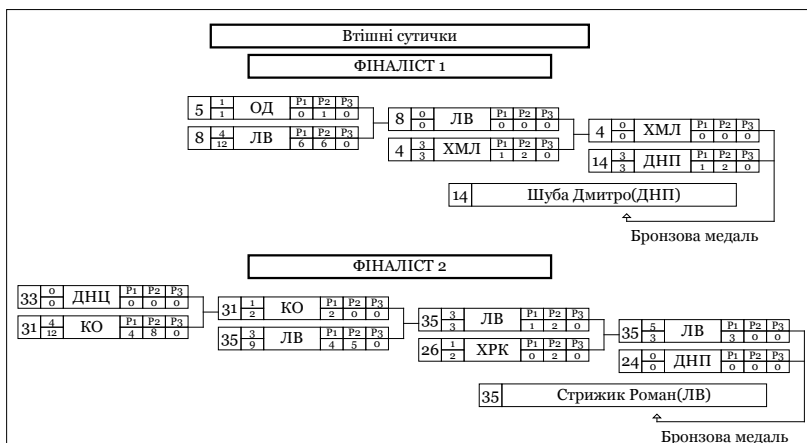 Втішні сутички
ФІНАЛІСТ 1
5 1 1 ОД P1 P2 P3 0 1 0
8 4 12 ЛВ P1 P2 P3 6 6 0
8 0 0 ЛВ P1 P2 P3 0 0 0
4 3 3 ХМЛ P1 P2 P3 1 2 0
4 0 0 ХМЛ P1 P2 P3 0 0 0
14 3 3 ДНП P1 P2 P3 1 2 0
14 Шуба Дмитро(ДНП)
Бронзова медаль
ФІНАЛІСТ 2
33 0 0 ДНЦ P1 P2 P3 0 0 0
31 4 12 КО P1 P2 P3 4 8 0
31 1 2 КО P1 P2 P3 2 0 0
35 3 9 ЛВ P1 P2 P3 4 5 0
35 3 3 ЛВ P1 P2 P3 1 2 0
26 1 2 ХРК P1 P2 P3 0 2 0
35 5 3 ЛВ P1 P2 P3 3 0 0
24 0 0 ДНП P1 P2 P3 0 0 0
35 Стрижик Роман(ЛВ)
Бронзова медаль